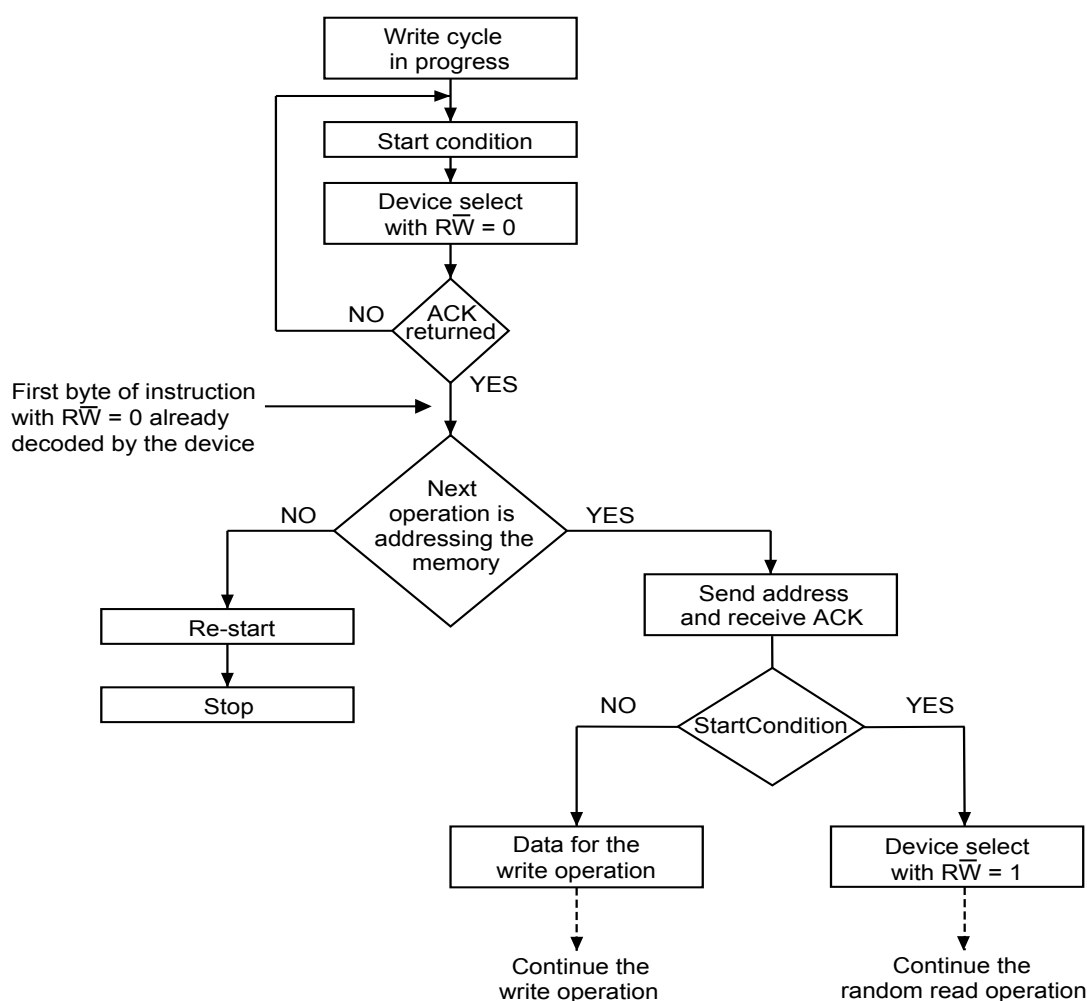 Write cycle
in progress
Start condition
Device select
with RW̅ = 0
NO
ACK
returned
YES
First byte of instruction
with RW̅ = 0 already
decoded by the device
Next
operation is
addressing the
memory
NO
YES
Re-start
Stop
Send address
and receive ACK
StartCondition
NO
YES
Data for the
write operation
Device select
with RW̅ = 1
Continue the
write operation
Continue the
random read operation